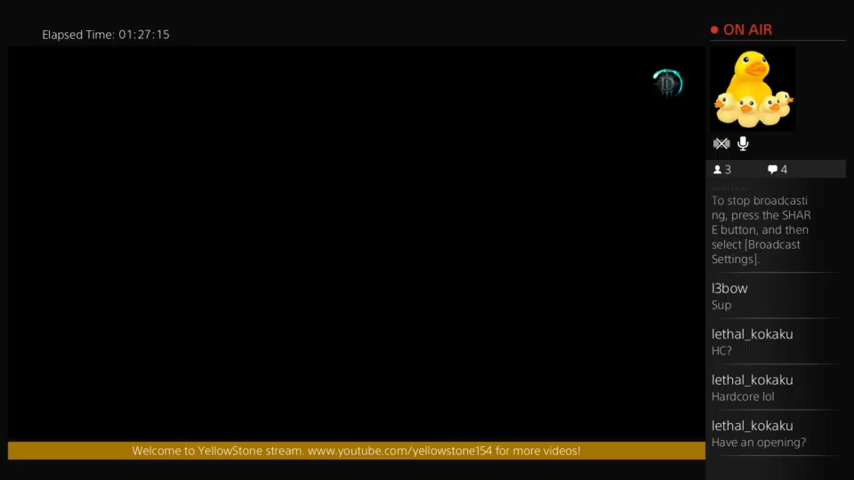 Elapsed Time: 01:27:15
ON AIR
3
4
To stop broadcasti
ng, press the SHAR
E button, and then
select [Broadcast
Settings].
l3bow
Sup
lethal_kokaku
HC?
lethal_kokaku
Hardcore lol
lethal_kokaku
Have an opening?
Welcome to YellowStone stream. www.youtube.com/yellowstone154 for more videos!